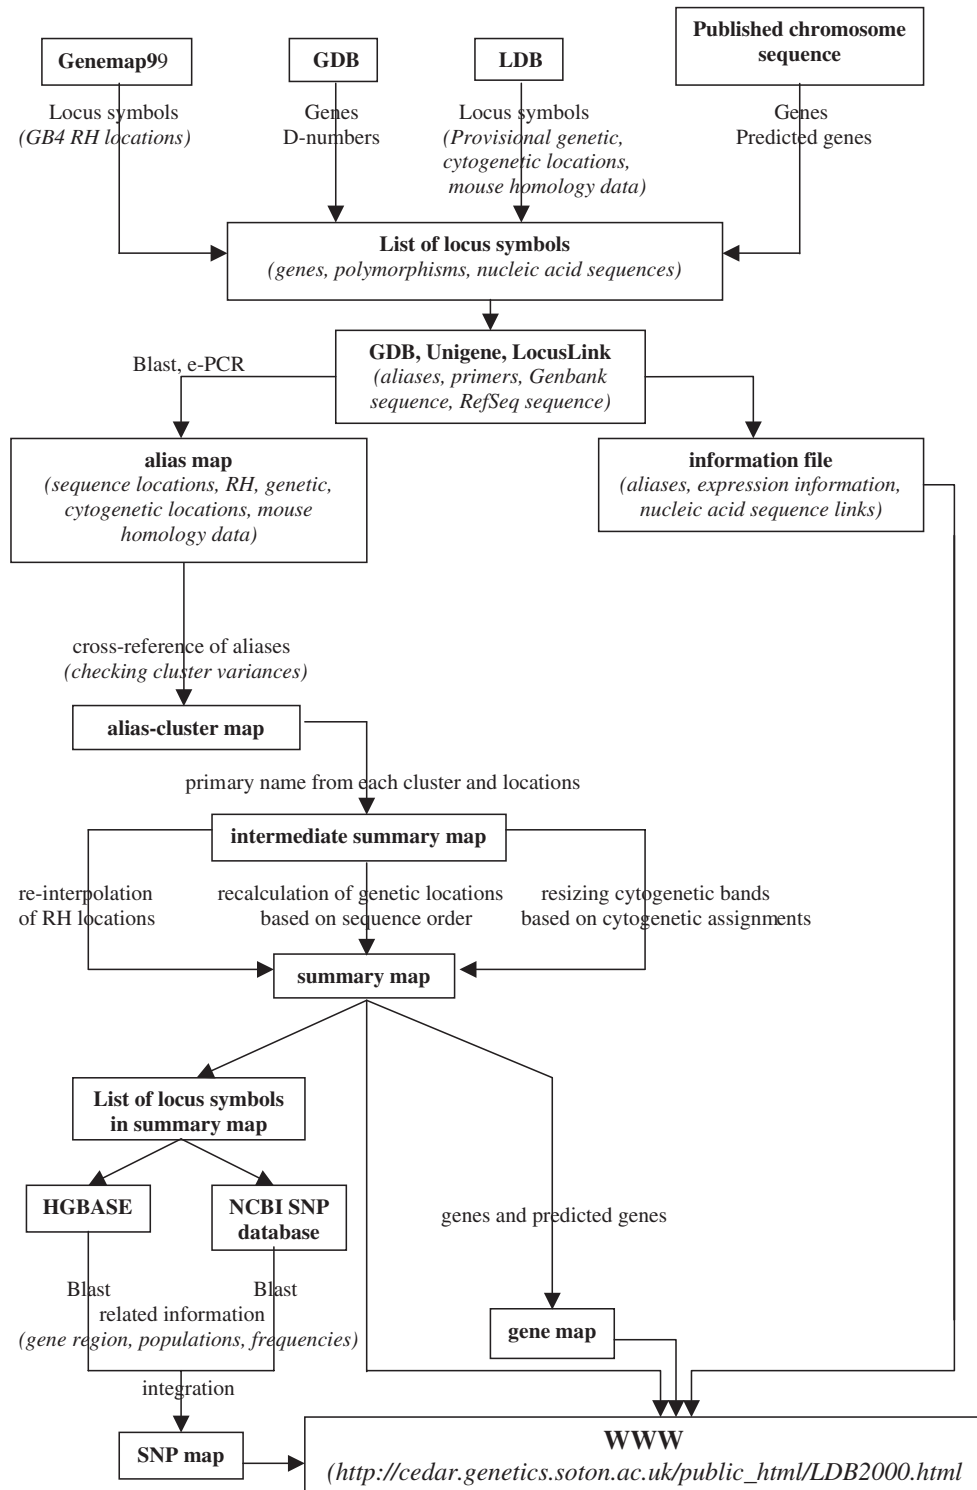 Genemap99
GDB
LDB
Published chromosome
sequence
Locus symbols
(GB4 RH locations)
Genes
D-numbers
Locus symbols
(Provisional genetic,
cytogenetic locations,
mouse homology data)
Genes
Predicted genes
List of locus symbols
(genes, polymorphisms, nucleic acid sequences)
GDB, Unigene, LocusLink
(aliases, primers, Genbank
sequence, RefSeq sequence)
Blast, e-PCR
alias map
(sequence locations, RH, genetic,
cytogenetic locations, mouse
homology data)
information file
(aliases, expression information,
nucleic acid sequence links)
cross-reference of aliases
(checking cluster variances)
alias-cluster map
primary name from each cluster and locations
intermediate summary map
re-interpolation
of RH locations
recalculation of genetic locations
based on sequence order
resizing cytogenetic bands
based on cytogenetic assignments
summary map
List of locus symbols
in summary map
HGBASE
NCBI SNP
database
genes and predicted genes
Blast
Blast
related information
(gene region, populations, frequencies)
gene map
integration
SNP map
WWW
(http://cedar.genetics.soton.ac.uk/public_html/LDB2000.html